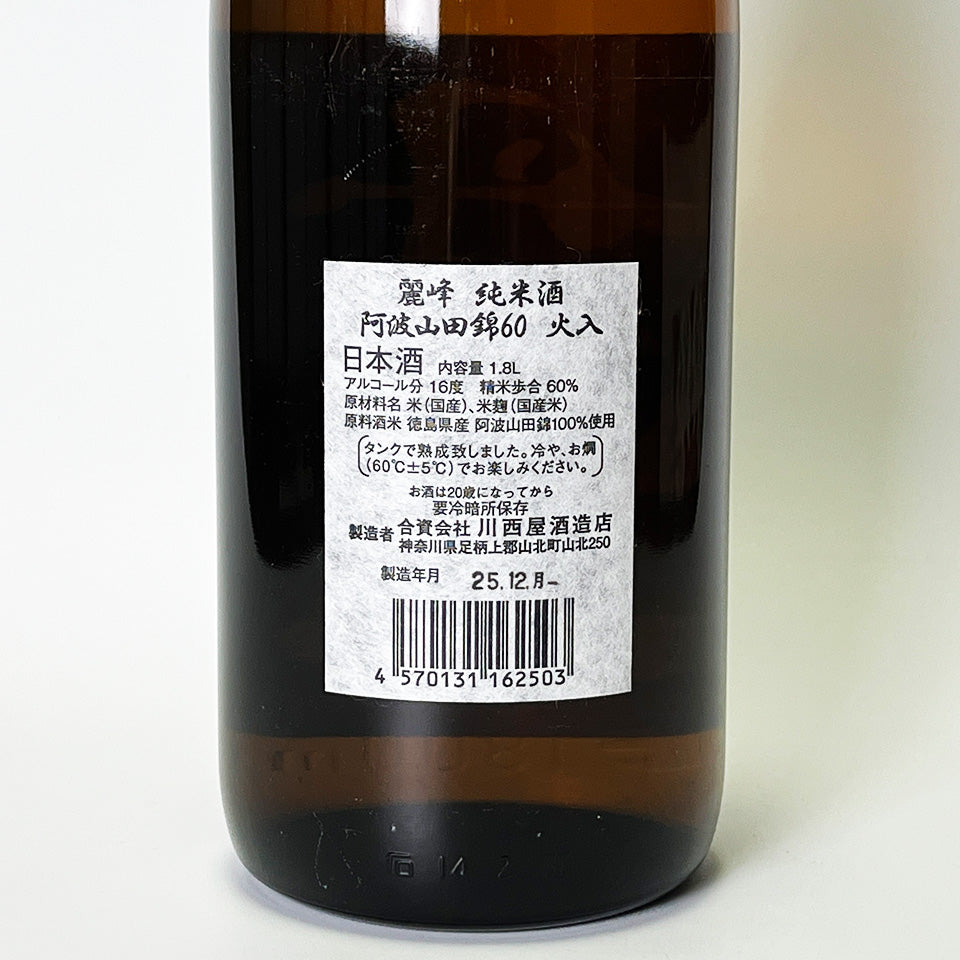 麗峰 純米酒
阿波山田錦60 火入
日本酒 内容量 1.8L
アルコール分 16度 精米歩合 60%
原材料名 米(国産)、米麹(国産米)
原料酒米 徳島県産 阿波山田錦100%使用
タンクで熟成致しました。冷や、お燗
(60℃±5℃)でお楽しみください。
お酒は20歳になってから
要冷暗所保存
製造者 合資会社 川西屋酒造店
神奈川県足柄上郡山北町山北250
製造年月 25.12.月-
4 570131 162503
14 2